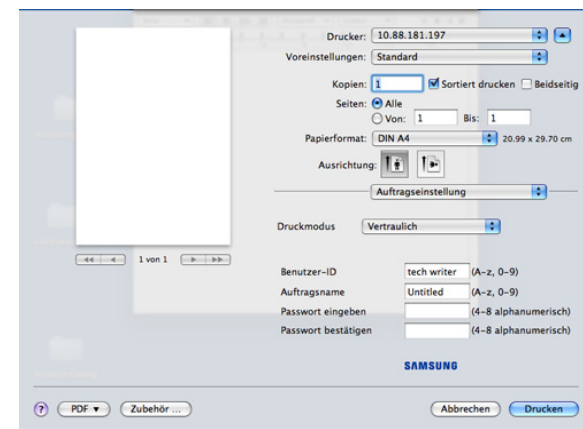 Drucker: 10.88.181.197
Voreinstellungen: Standard
Kopien: 1 Sortiert drucken Beidseitig
Seiten: Alle
Von: 1 Bis: 1
Papierformat: DIN A4 20.99 x 29.70 cm
Ausrichtung:
Auftragseinstellung
Druckmodus Vertraulich
1 von 1
Benutzer-ID tech writer (A-z, 0-9)
Auftragsname Untitled (A-z, 0-9)
Passwort eingeben (4-8 alphanumerisch)
Passwort bestätigen (4-8 alphanumerisch)
SAMSUNG
? PDF Zubehör ... Abbrechen Drucken